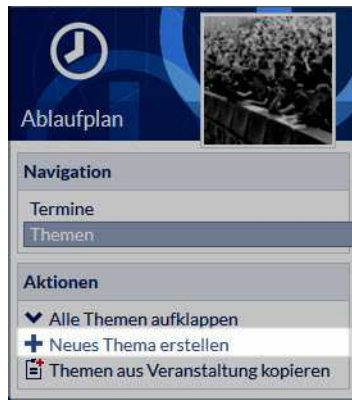 Ablaufplan
Navigation
Termine
Themen
Aktionen
Alle Themen aufklappen
Neues Thema erstellen
Themen aus Veranstaltung kopieren